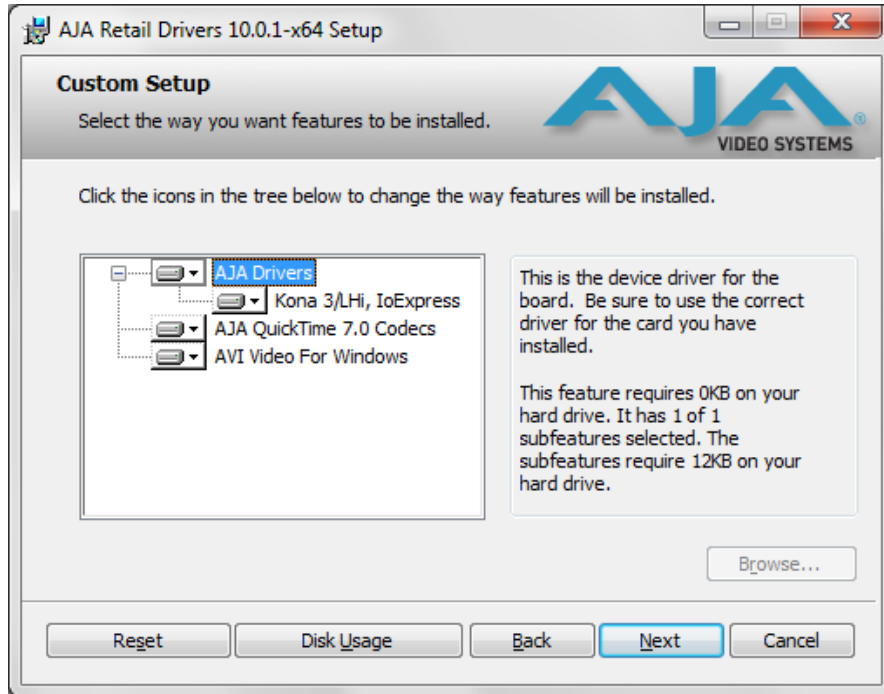 AJA Retail Drivers 10.0.1-x64 Setup
Custom Setup
Select the way you want features to be installed.
AJA
®
VIDEO SYSTEMS
Click the icons in the tree below to change the way features will be installed.
AJA Drivers
Kona 3/LHi, IoExpress
AJA QuickTime 7.0 Codecs
AVI Video For Windows
This is the device driver for the
board.  Be sure to use the correct
driver for the card you have
installed.
This feature requires 0KB on your
hard drive. It has 1 of 1
subfeatures selected. The
subfeatures require 12KB on your
hard drive.
Browse...
Reset
Disk Usage
Back
Next
Cancel